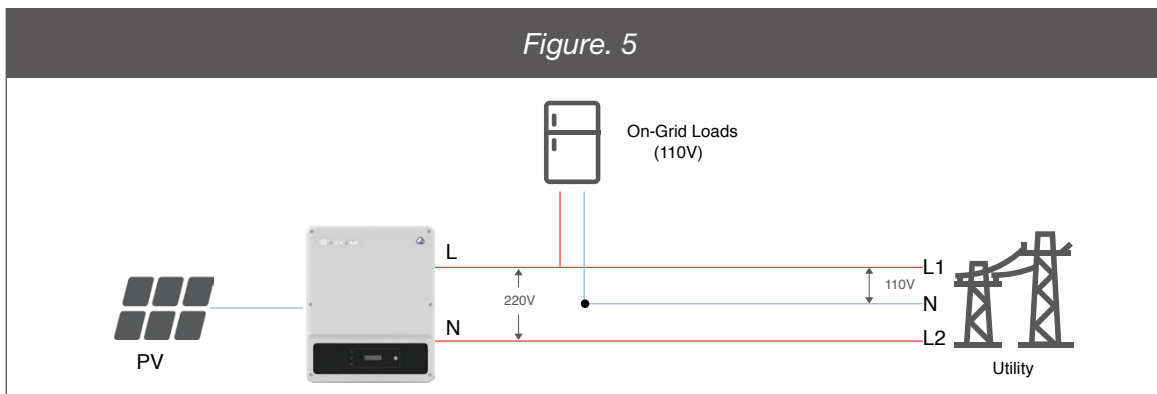 Figure. 5
On-Grid Loads
(110V)
L
L1
220V
110V
N
N
L2
PV
Utility